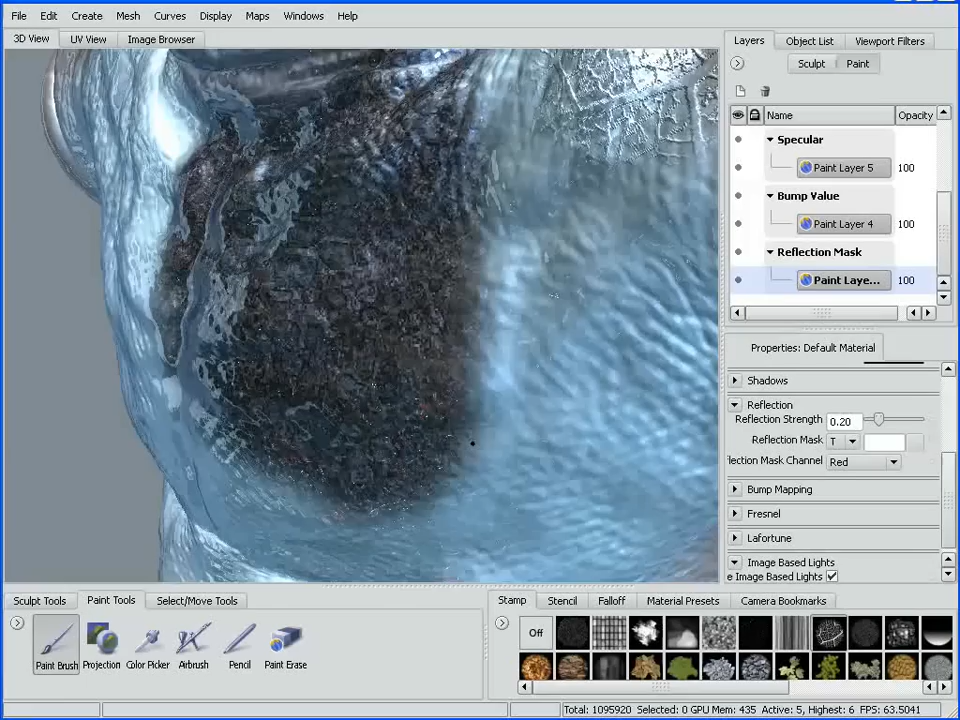 File Edit Create Mesh Curves Display Maps Windows Help
3D View UV View Image Browser
Layers Object List Viewport Filters
Sculpt Paint
Name Opacity
Specular
Paint Layer 5 100
Bump Value
Paint Layer 4 100
Reflection Mask
Paint Laye... 100
Properties: Default Material
Shadows
Reflection
Reflection Strength 0.20
Reflection Mask T
lection Mask Channel Red
Bump Mapping
Fresnel
Lafortune
Image Based Lights
e Image Based Lights
Sculpt Tools Paint Tools Select/Move Tools
Paint Brush Projection Color Picker Airbrush Pencil Paint Erase
Stamp Stencil Falloff Material Presets Camera Bookmarks
Off
Total: 1095920 Selected: 0 GPU Mem: 435 Active: 5, Highest: 6 FPS: 63.5041